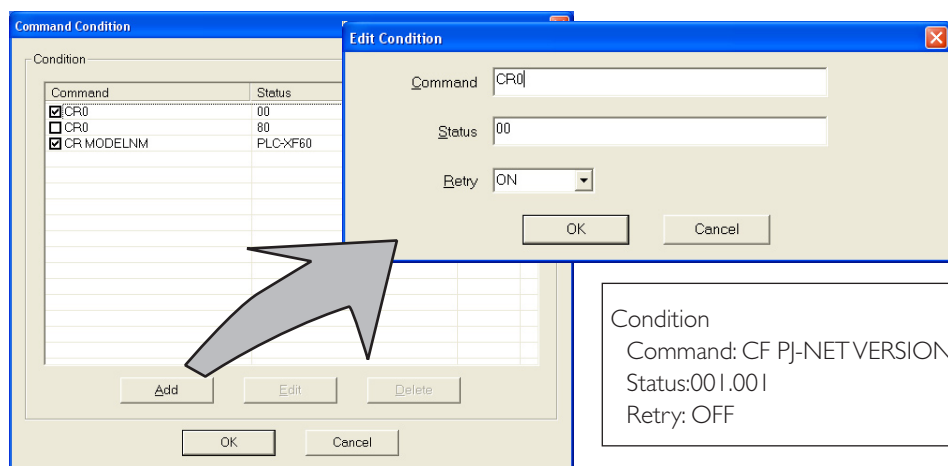 Command Condition
Condition
Command Status
CR0 00
CR0 80
CR MODELNM PLC-XF60
Add Edit Delete
OK Cancel
Edit Condition
Command CR0
Status 00
Retry ON
OK Cancel
Condition
Command: CF PJ-NET VERSION
Status:001.001
Retry: OFF